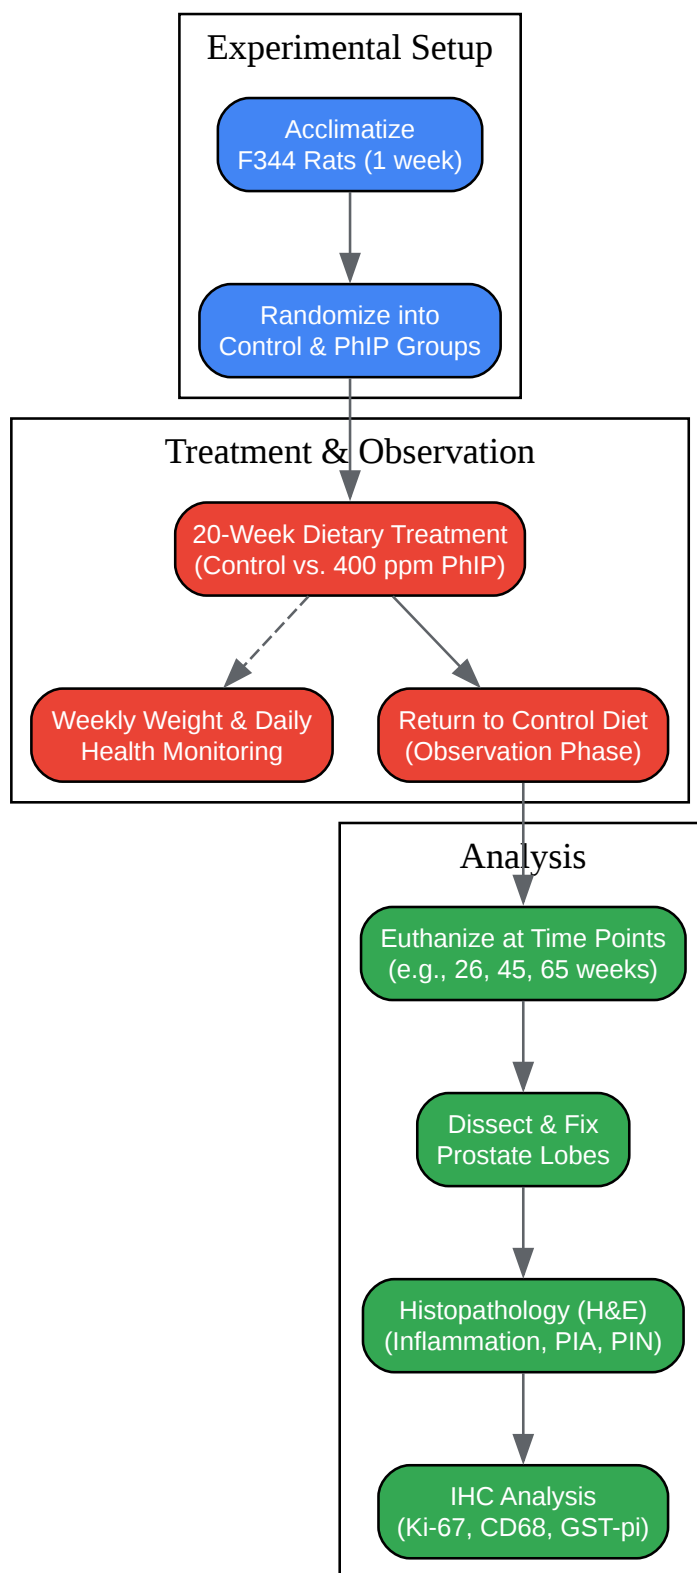 Experimental Setup
Acclimatize
F344 Rats (1 week)
Randomize into
Control & PhIP Groups
Treatment & Observation
20-Week Dietary Treatment
(Control vs. 400 ppm PhIP)
Weekly Weight & Daily
Health Monitoring
Return to Control Diet
(Observation Phase)
Analysis
Euthanize at Time Points
(e.g., 26, 45, 65 weeks)
Dissect & Fix
Prostate Lobes
Histopathology (H&E)
(Inflammation, PIA, PIN)
IHC Analysis
(Ki-67, CD68, GST-pi)